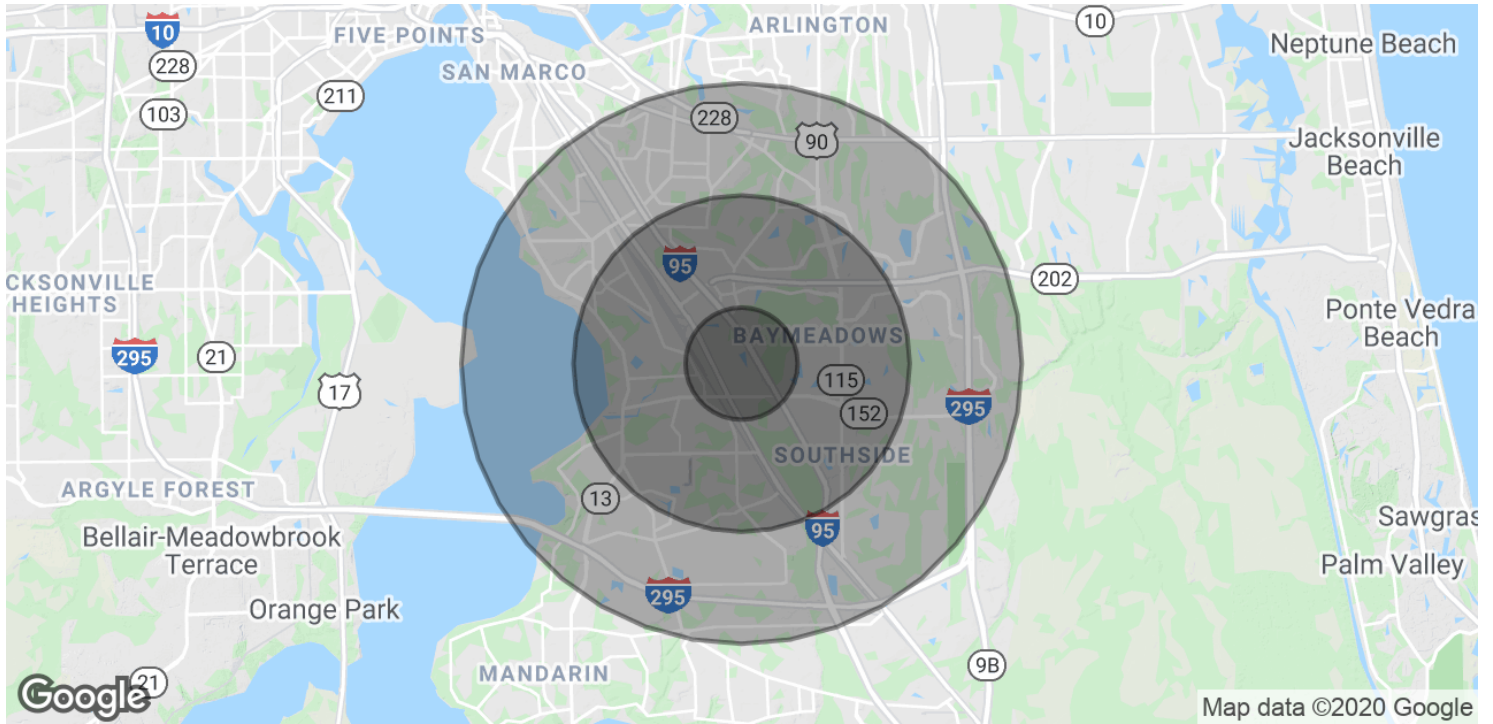 10
228
103
FIVE POINTS
SAN MARCO
211
ARLINGTON
10
Neptune Beach
228
90
Jacksonville
Beach
95
202
CKSONVILLE
HEIGHTS
295
21
17
BAYMEADOWS
115
152
295
Ponte Vedra
Beach
SOUTHSIDE
ARGYLE FOREST
13
Bellair-Meadowbrook
Terrace
95
Sawgras
Palm Valley
295
Orange Park
MANDARIN
9B
21
Google
Map data ©2020 Google